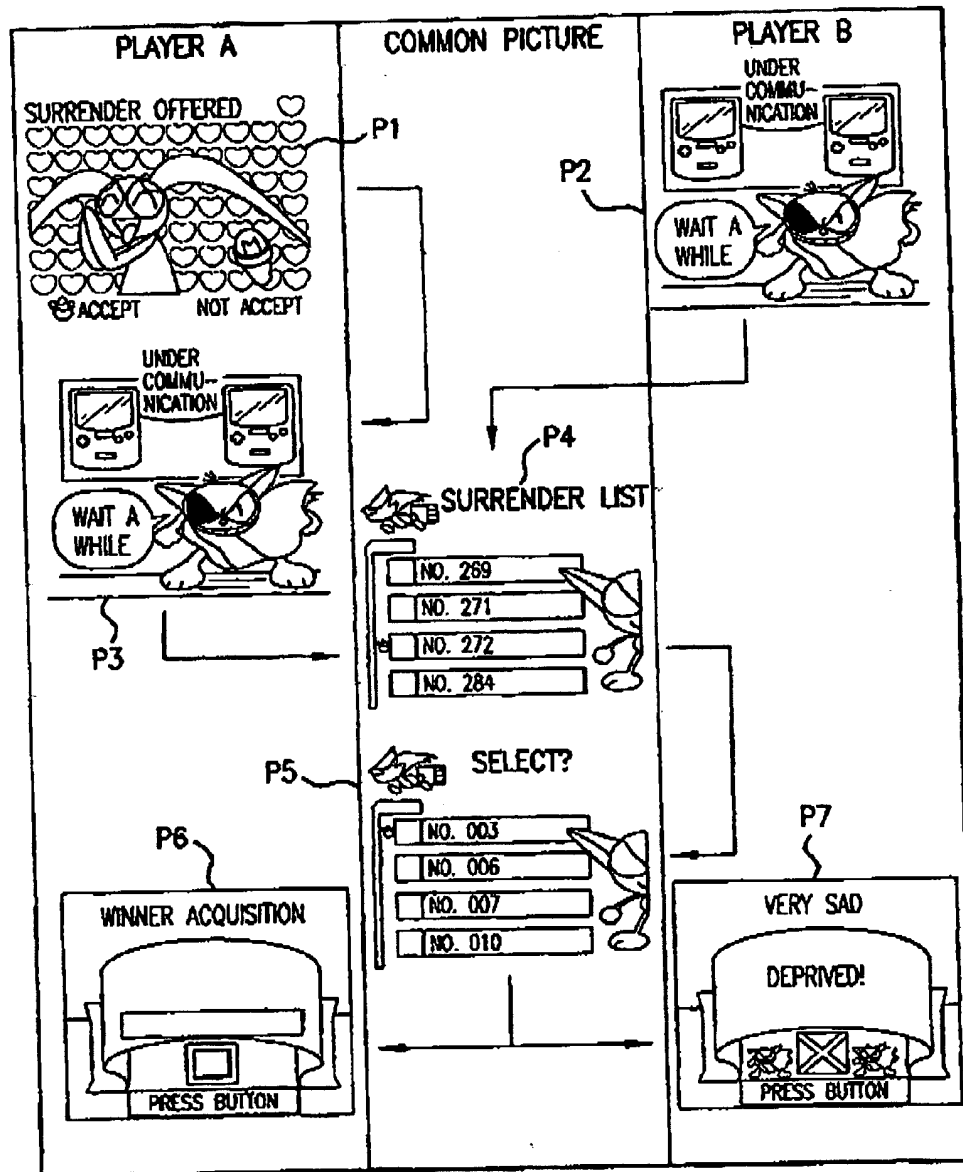 PLAYER A
COMMON PICTURE
PLAYER B
SURRENDER OFFERED
P1
ACCEPT
NOT ACCEPT
UNDER
COMMU-
NICATION
P2
WAIT A
WHILE
UNDER
COMMU-
NICATION
WAIT A
WHILE
P3
P4
SURRENDER LIST
NO. 269
NO. 271
NO. 272
NO. 284
P5
SELECT?
NO. 003
NO. 006
NO. 007
NO. 010
P6
WINNER ACQUISITION
PRESS BUTTON
P7
VERY SAD
DEPRIVED!
PRESS BUTTON